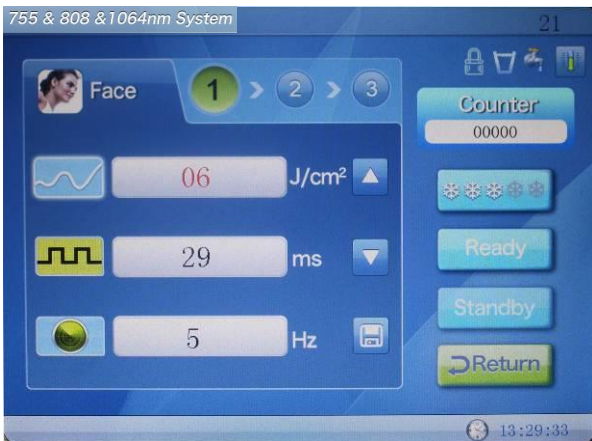 755 & 808 &1064nm System
21
Face
1 > 2 > 3
Counter
00000
06 J/cm²
29 ms
Ready
5 Hz
Standby
Return
13:29:33